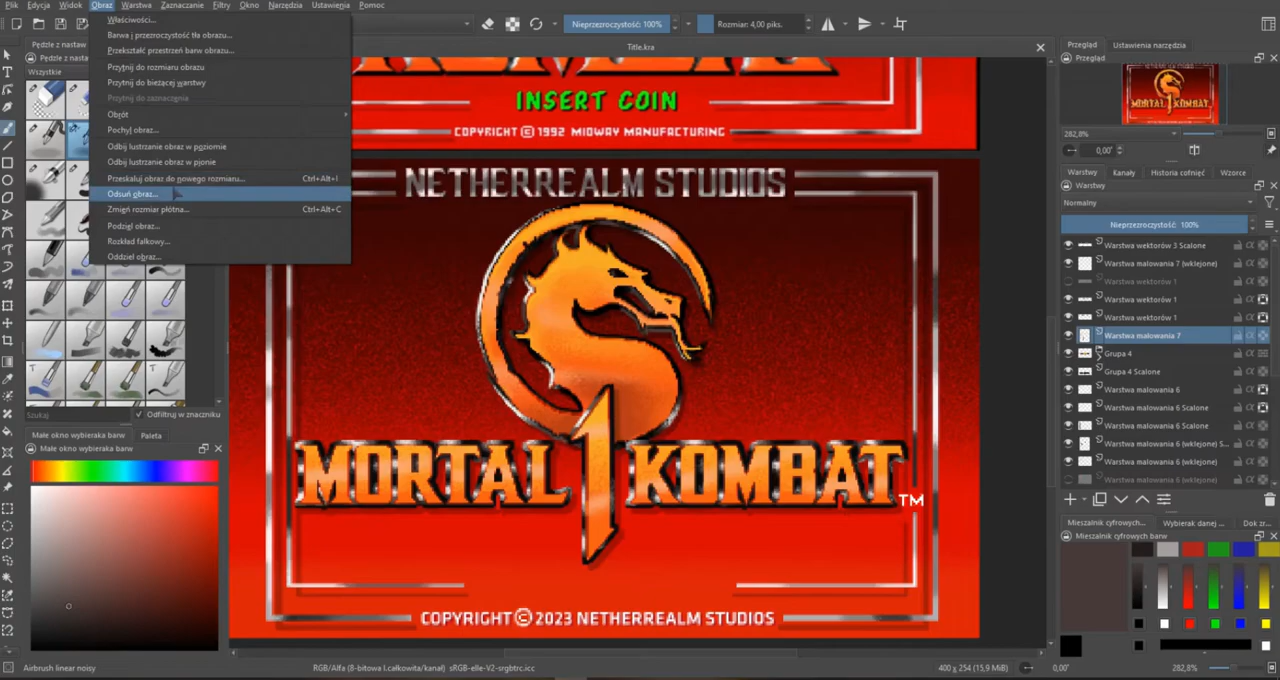 Plik Edycja Widok Obraz Warstwa Zaznaczanie Filtry Okno Narzędzia Ustawienia Pomoc
Nieprzezroczystość: 100% Rozmiar: 4,00 piks.
Właściwości...
Barwa i przezroczystość tła obrazu...
Przekształć przestrzeń barw obrazu...
Przytnij do rozmiaru obrazu
Przytnij do bieżącej warstwy
Przytnij do zaznaczenia
Obrót
Pochyl obraz...
Odbij lustrzanie obraz w poziomie
Odbij lustrzanie obraz w pionie
Przeskaluj obraz do nowego rozmiaru... Ctrl+Alt+I
Odsuń obraz...
Zmień rozmiar płótna... Ctrl+Alt+C
Podziel obraz...
Rozkład falkowy...
Oddziel obraz...
Pędzle z nastaw
Pędzle z nastaw
Wszystkie
Szukaj
Odfiltruj w znaczniku
Małe okno wybieraka barw Paleta
Małe okno wybieraka barw
Airbrush linear noisy
Title.kra
INSERT COIN
COPYRIGHT © 1992 MIDWAY MANUFACTURING
NETHERREALM STUDIOS
MORTAL 1 KOMBAT™
COPYRIGHT © 2023 NETHERREALM STUDIOS
RGB/Alfa (8-bitowa l.całkowita/kanał) sRGB-elle-V2-srgbtrc.icc
400 x 254 (15,9 MiB)
0,00°
282,8%
Przegląd Ustawienia narzędzia
Przegląd
MORTAL KOMBAT
282,8%
0,00°
Warstwy Kanały Historia cofnięć Wzorce
Warstwy
Normalny
Nieprzezroczystość: 100%
Warstwa wektorów 3 Scalone
Warstwa malowania 7 (wklejone)
Warstwa wektorów 1
Warstwa wektorów 1
Warstwa wektorów 1
Warstwa malowania 7
Grupa 4
Grupa 4 Scalone
Warstwa malowania 6
Warstwa malowania 6 Scalone
Warstwa malowania 6 Scalone
Warstwa malowania 6 (wklejone) S...
Warstwa malowania 6 (wklejone)
Warstwa malowania 6 (wklejone)
Mieszalnik cyfrowych... Wybierak danej ... Dok zr...
Mieszalnik cyfrowych barw